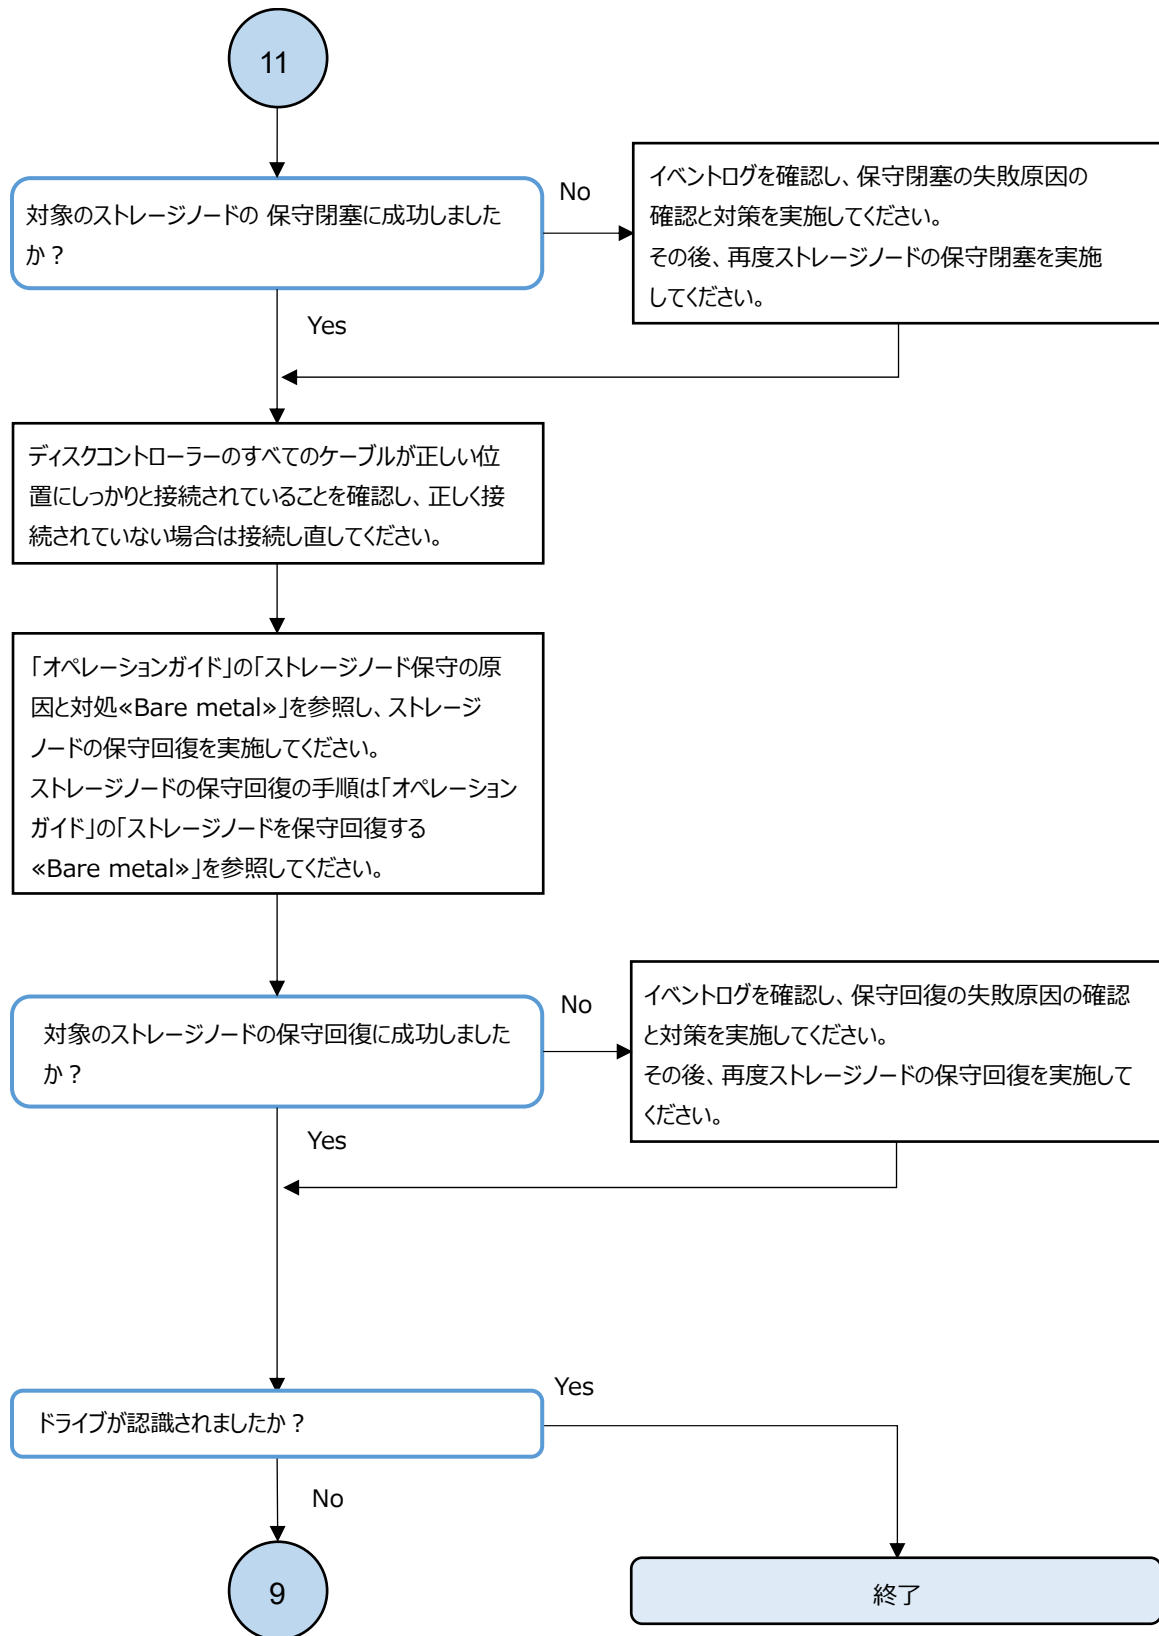 11
対象のストレージノードの 保守閉塞に成功しました
か？
No
イベントログを確認し、保守閉塞の失敗原因の
確認と対策を実施してください。
その後、再度ストレージノードの保守閉塞を実施
してください。
Yes
ディスクコントローラーのすべてのケーブルが正しい位
置にしっかりと接続されていることを確認し、正しく接
続されていない場合は接続し直してください。
「オペレーションガイド」の「ストレージノード保守の原
因と対処«Bare metal»」を参照し、ストレージ
ノードの保守回復を実施してください。
ストレージノードの保守回復の手順は「オペレーション
ガイド」の「ストレージノードを保守回復する
«Bare metal»」を参照してください。
対象のストレージノードの保守回復に成功しました
か？
No
イベントログを確認し、保守回復の失敗原因の確認
と対策を実施してください。
その後、再度ストレージノードの保守回復を実施して
ください。
Yes
ドライブが認識されましたか？
Yes
No
9
終了